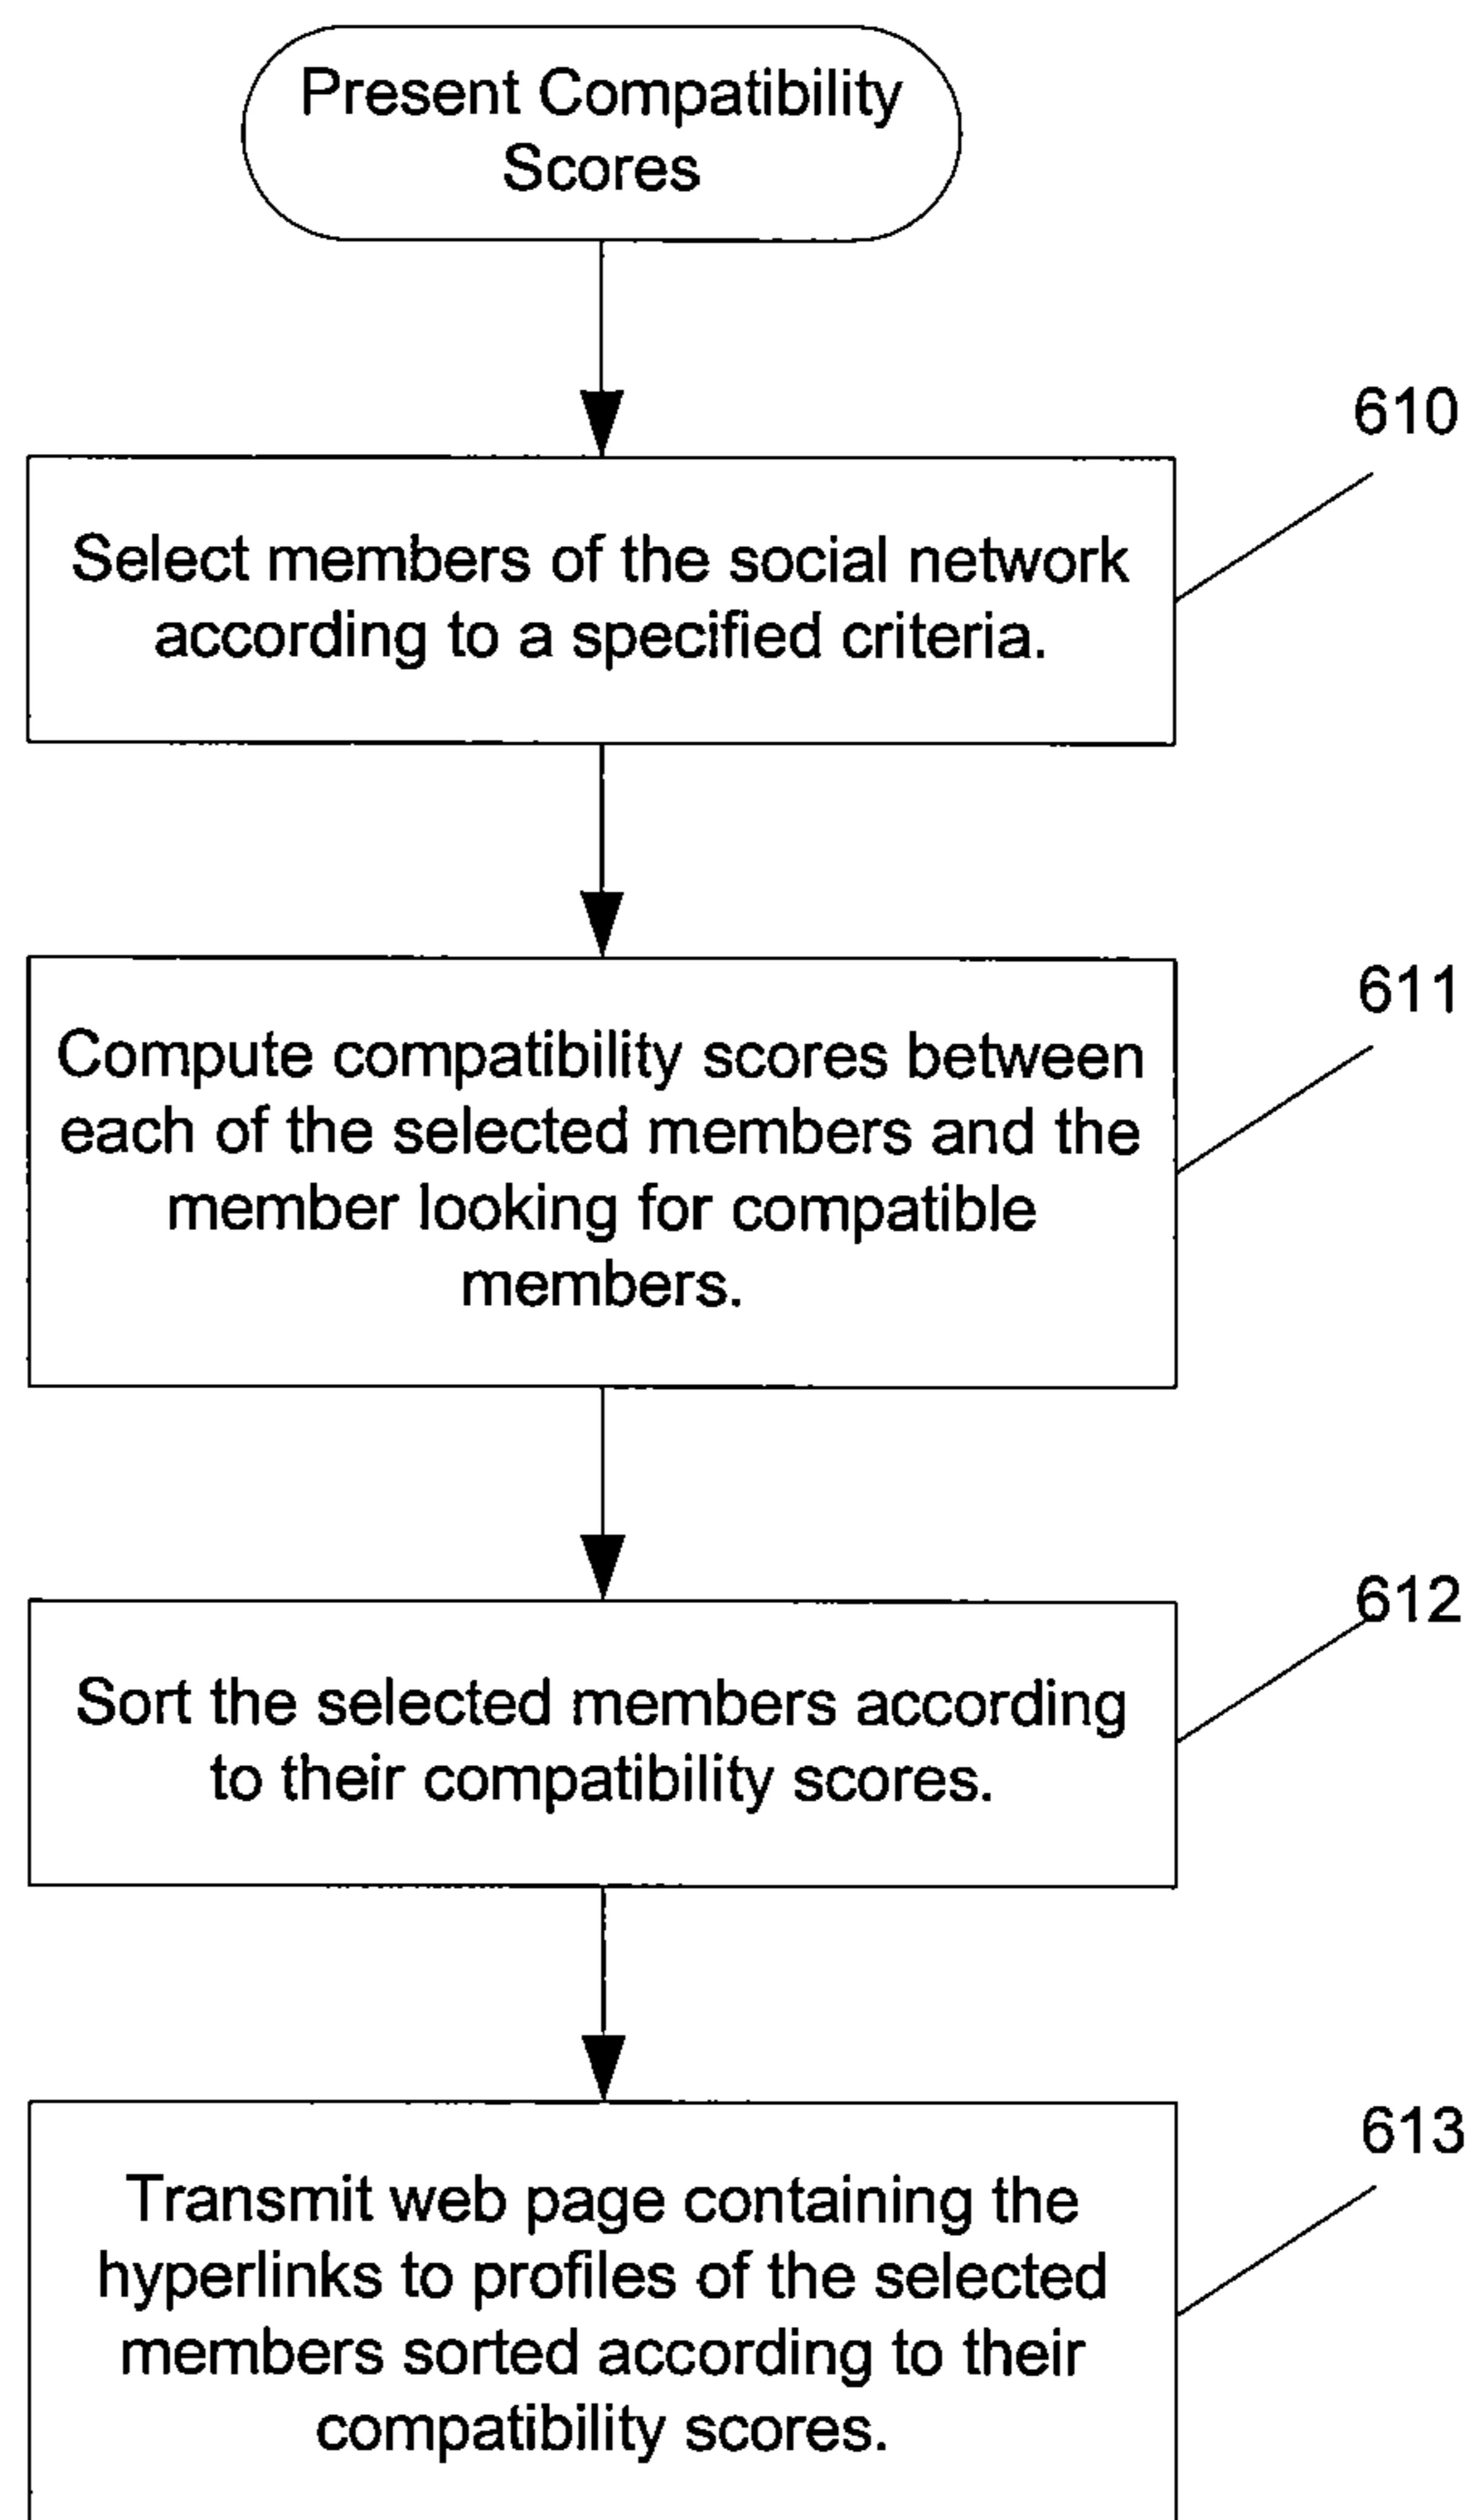 Present Compatibility
Scores
610
Select members of the social network
according to a specified criteria.
611
Compute compatibility scores between
each of the selected members and the
member looking for compatible
members.
612
Sort the selected members according
to their compatibility scores.
613
Transmit web page containing the
hyperlinks to profiles of the selected
members sorted according to their
compatibility scores.